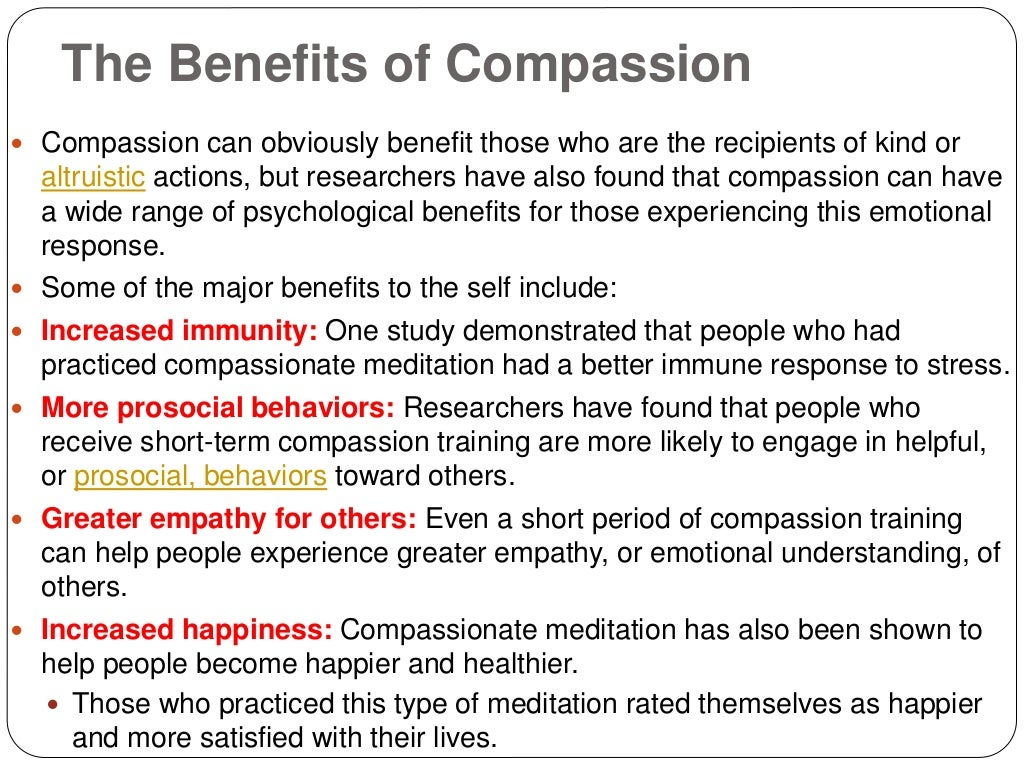 The Benefits of Compassion
• Compassion can obviously benefit those who are the recipients of kind or
altruistic actions, but researchers have also found that compassion can have
a wide range of psychological benefits for those experiencing this emotional
response.
• Some of the major benefits to the self include:
• Increased immunity: One study demonstrated that people who had
practiced compassionate meditation had a better immune response to stress.
• More prosocial behaviors: Researchers have found that people who
receive short-term compassion training are more likely to engage in helpful,
or prosocial, behaviors toward others.
• Greater empathy for others: Even a short period of compassion training
can help people experience greater empathy, or emotional understanding, of
others.
• Increased happiness: Compassionate meditation has also been shown to
help people become happier and healthier.
• Those who practiced this type of meditation rated themselves as happier
and more satisfied with their lives.